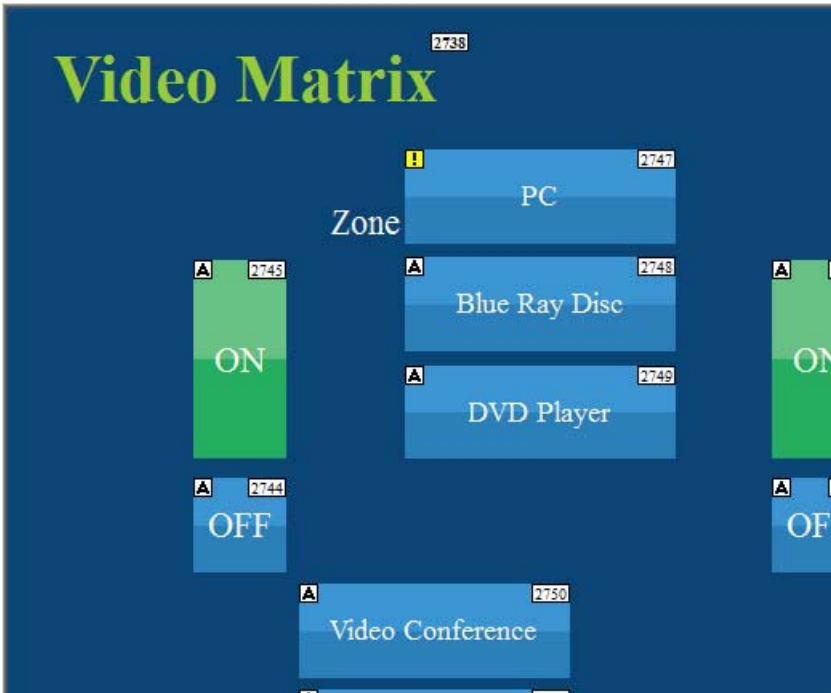 2738
Video Matrix
! 2747
PC
Zone
A 2748
Blue Ray Disc
A 2745
ON
A
A 2749
DVD Player
A 2744
OFF
A
A 2750
Video Conference